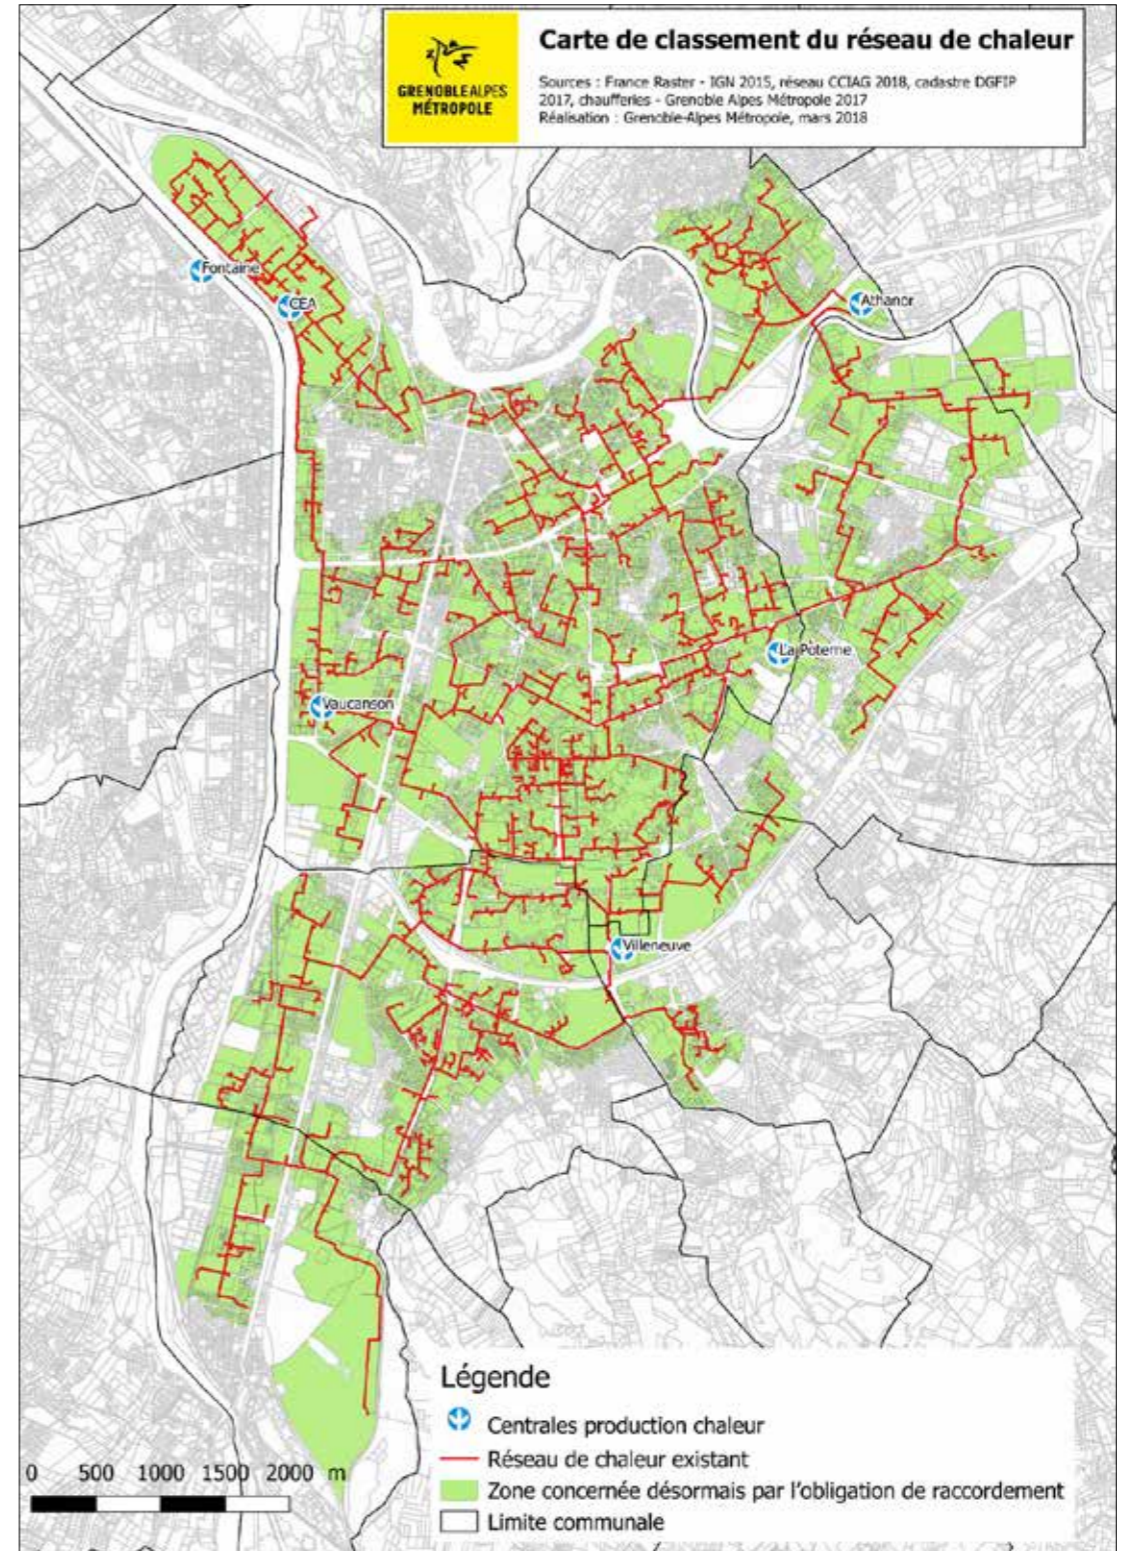 Carte de classement du réseau de chaleur
GRENOBLEALPES
MÉTROPOLE
Sources : France Raster - IGN 2015, réseau CCIAG 2018, cadastre DGFIP
2017, chaufferies - Grenoble Alpes Métropole 2017
Réalisation : Grenoble-Alpes Métropole, mars 2018
Fontaine
CEA
Athanor
La Poterne
Vaucanson
Villeneuve
Légende
Centrales production chaleur
Réseau de chaleur existant
Zone concernée désormais par l'obligation de raccordement
Limite communale
0 500 1000 1500 2000 m